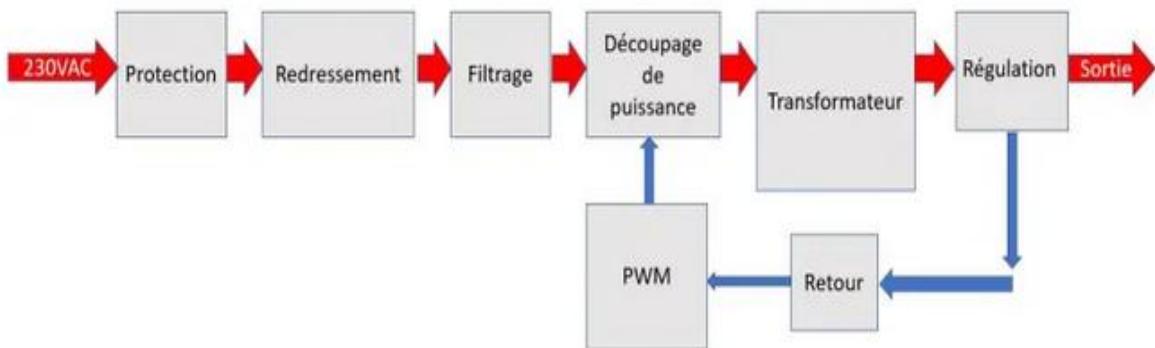 230VAC
Protection
Redressement
Filtrage
Découpage
de
puissance
Transformateur
Régulation
Sortie
PWM
Retour